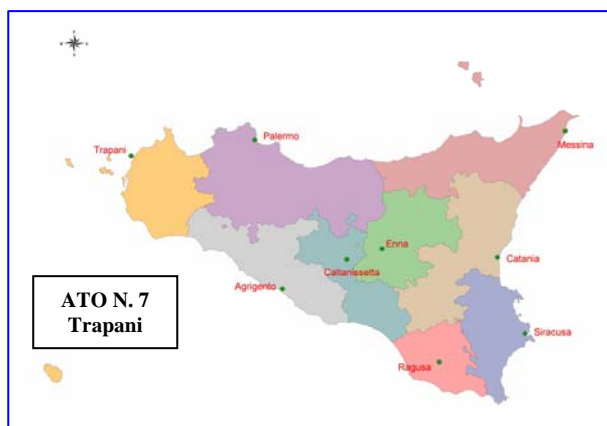 Palermo
Messina
Trapani
Enna
Caltanissetta
Catania
Agrigento
ATO N. 7
Trapani
Siracusa
Ragusa